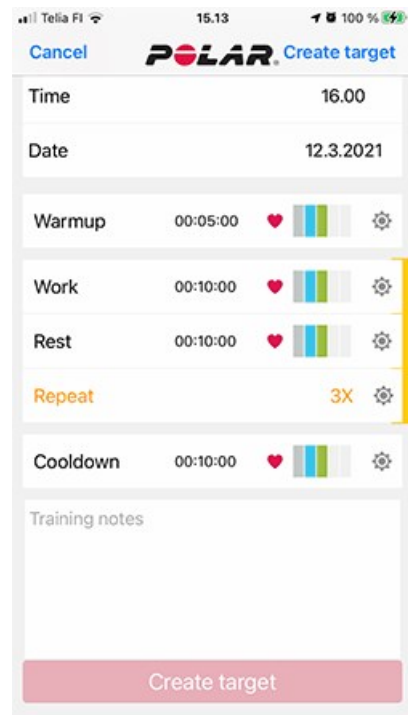 Telia FI 15.13 100 %
Cancel POLAR. Create target
Time 16.00
Date 12.3.2021
Warmup 00:05:00
Work 00:10:00
Rest 00:10:00
Repeat 3X
Cooldown 00:10:00
Training notes
Create target